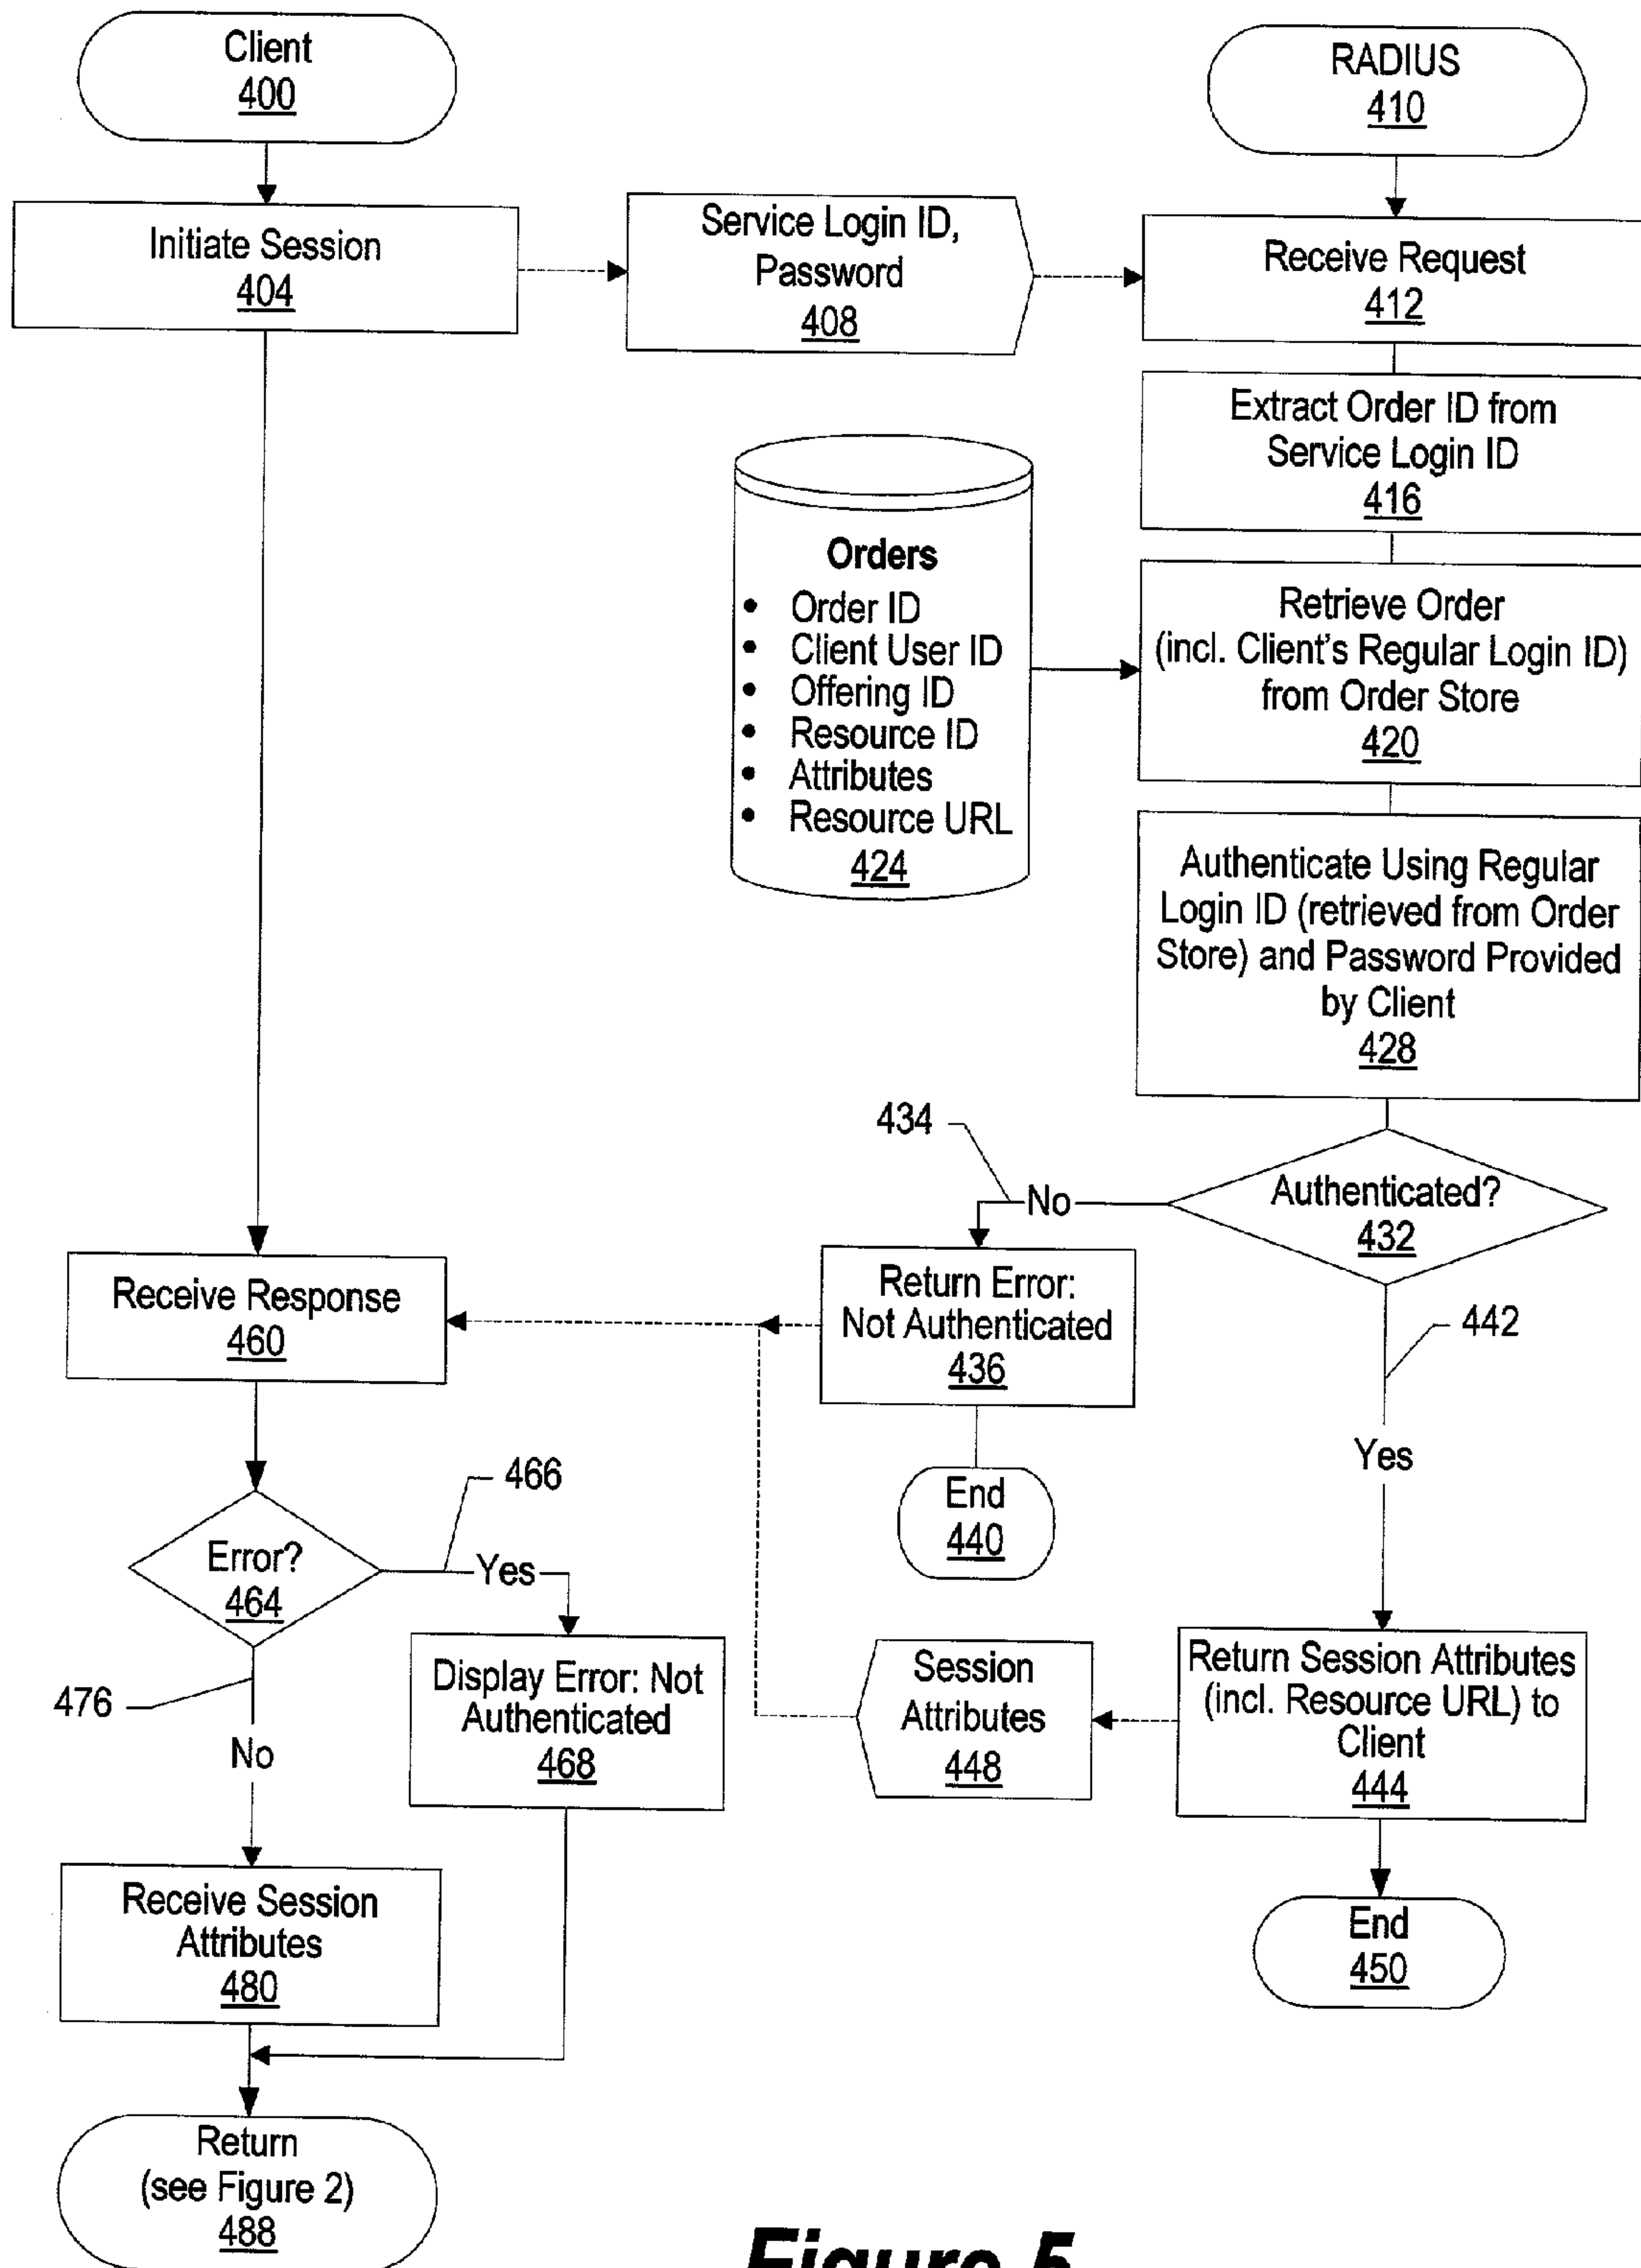 Client
400
RADIUS
410
Initiate Session
404
Service Login ID,
Password
408
Receive Request
412
Extract Order ID from
Service Login ID
416
Orders
• Order ID
• Client User ID
• Offering ID
• Resource ID
• Attributes
• Resource URL
424
Retrieve Order
(incl. Client's Regular Login ID)
from Order Store
420
Authenticate Using Regular
Login ID (retrieved from Order
Store) and Password Provided
by Client
428
434
No
Authenticated?
432
Receive Response
460
Return Error:
Not Authenticated
436
442
Yes
End
440
466
Error?
464
Yes
476
No
Display Error: Not
Authenticated
468
Session
Attributes
448
Return Session Attributes
(incl. Resource URL) to
Client
444
Receive Session
Attributes
480
End
450
Return
(see Figure 2)
488
Figure 5